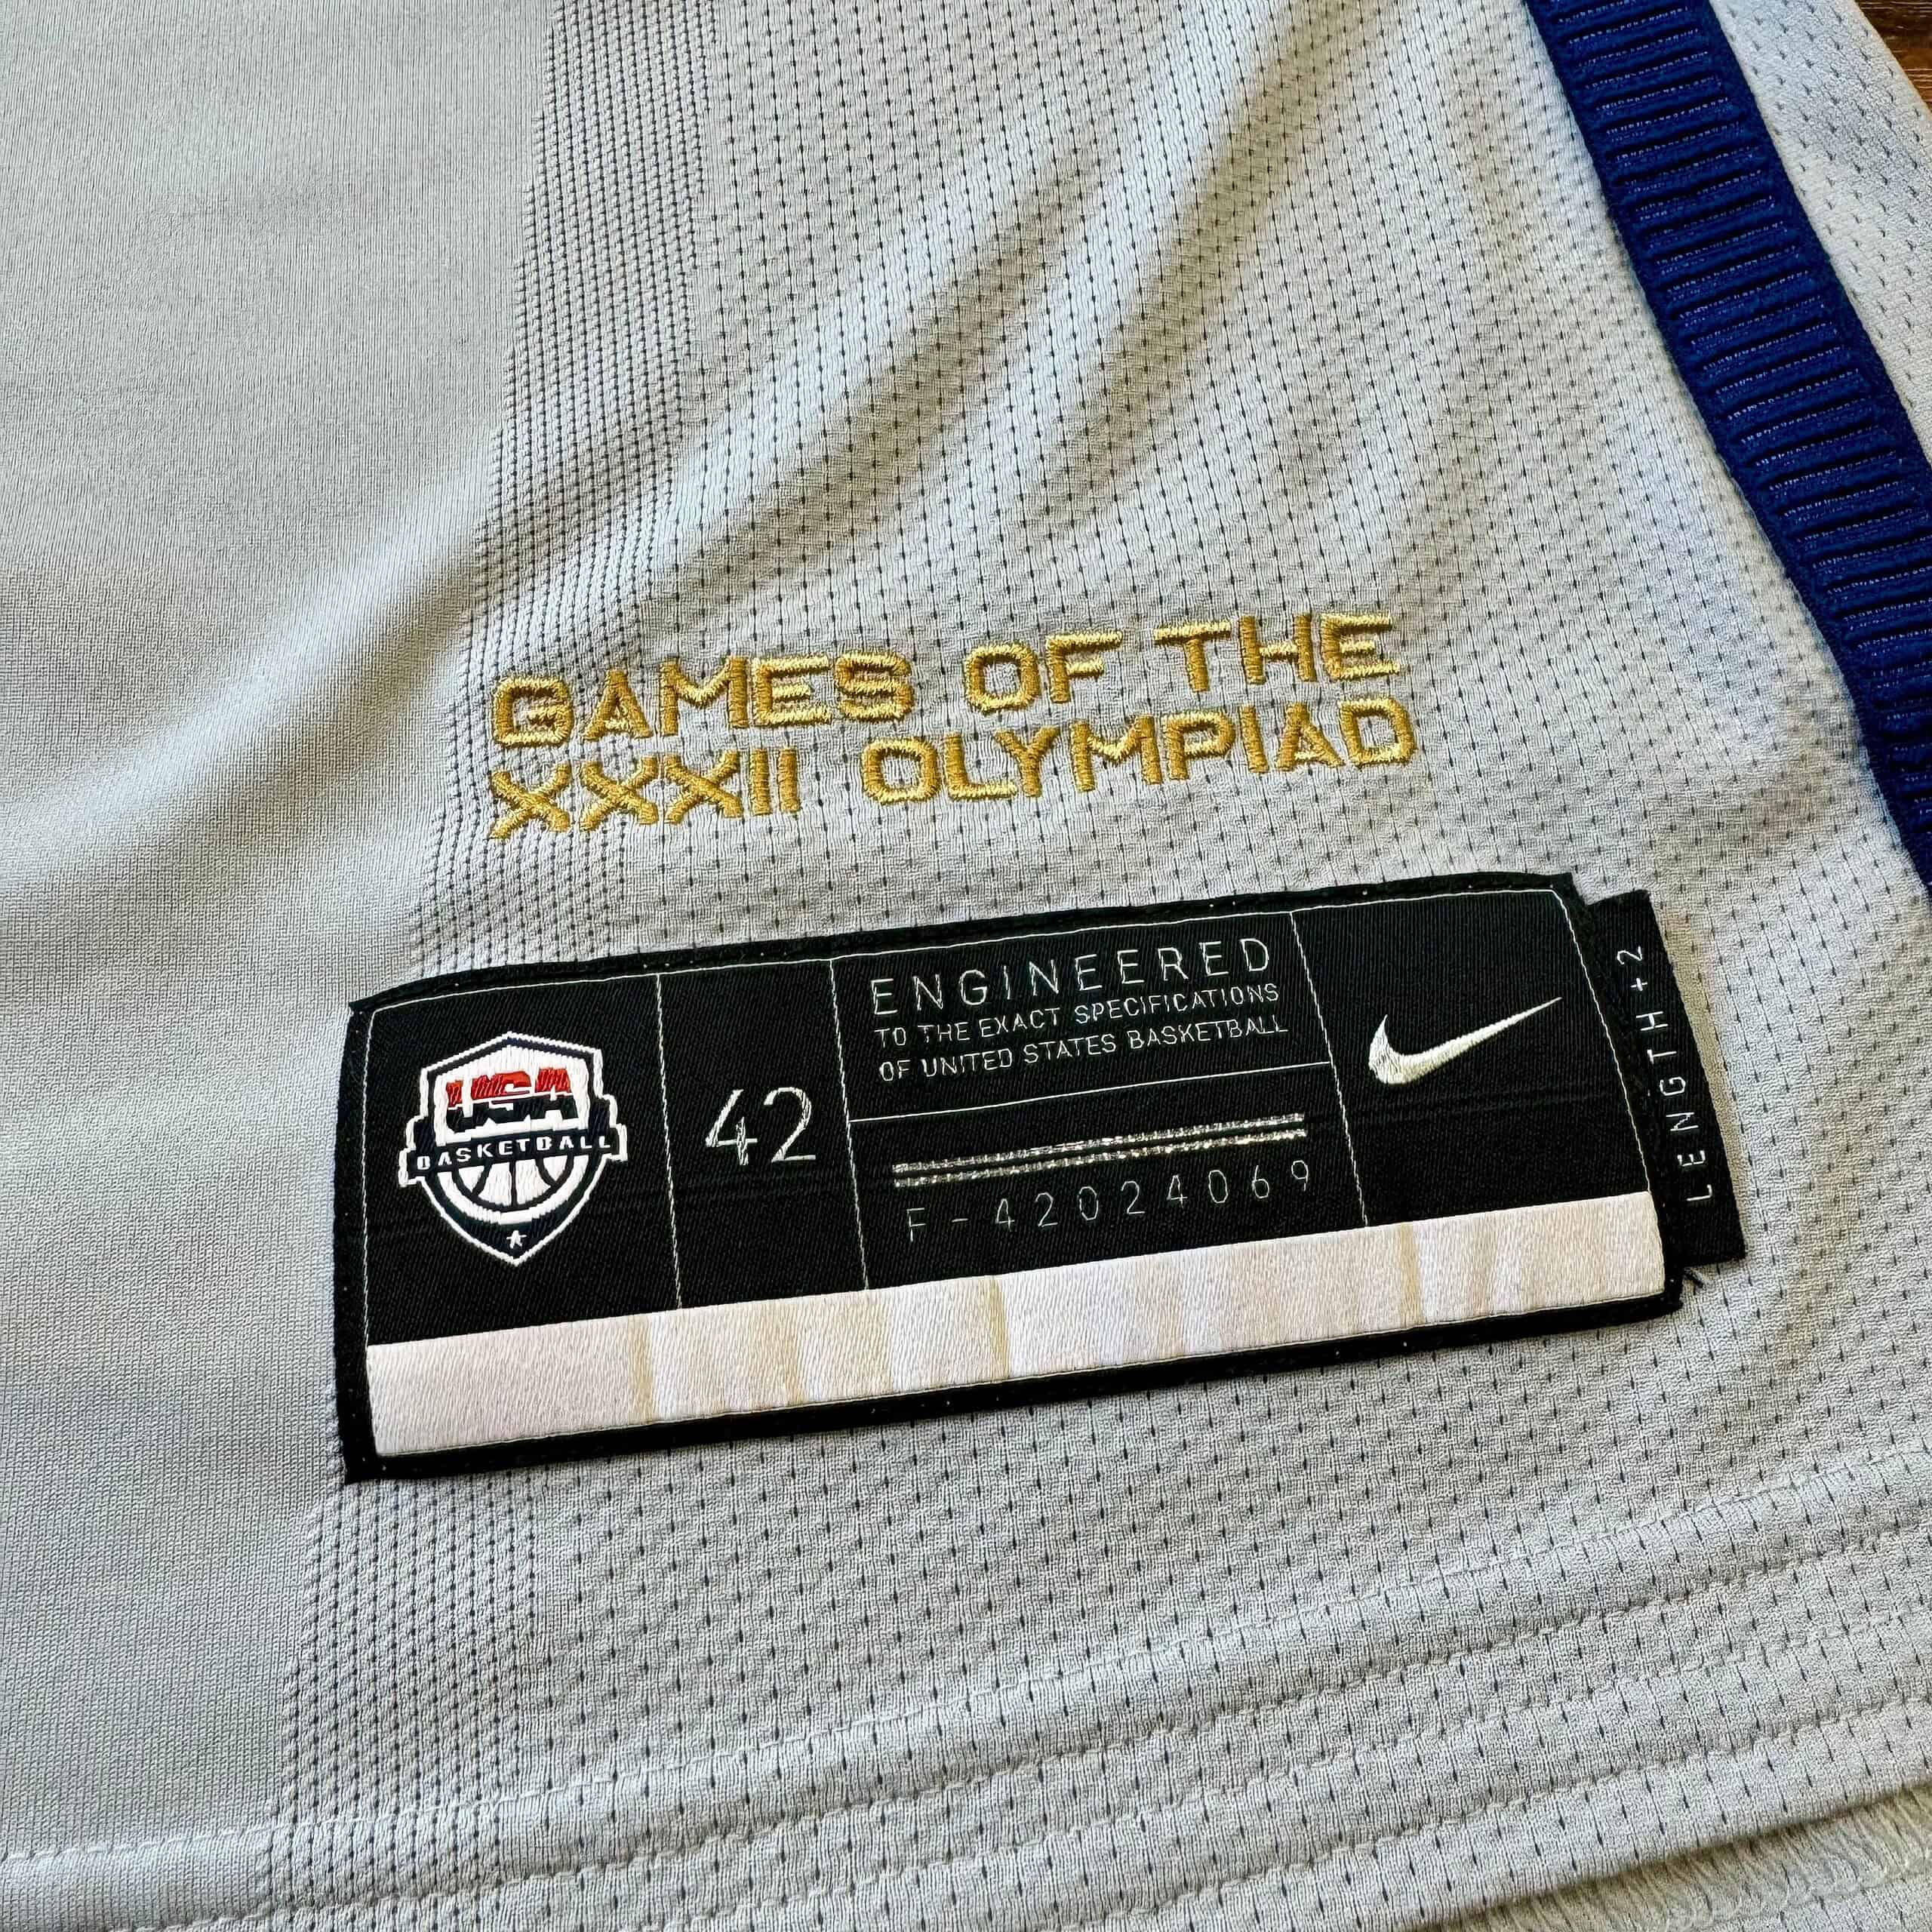 GAMES OF THE
XXXII OLYMPIAD
USA
BASKETBALL
42
ENGINEERED
TO THE EXACT SPECIFICATIONS
OF UNITED STATES BASKETBALL
F-42024069
LENGTH +2